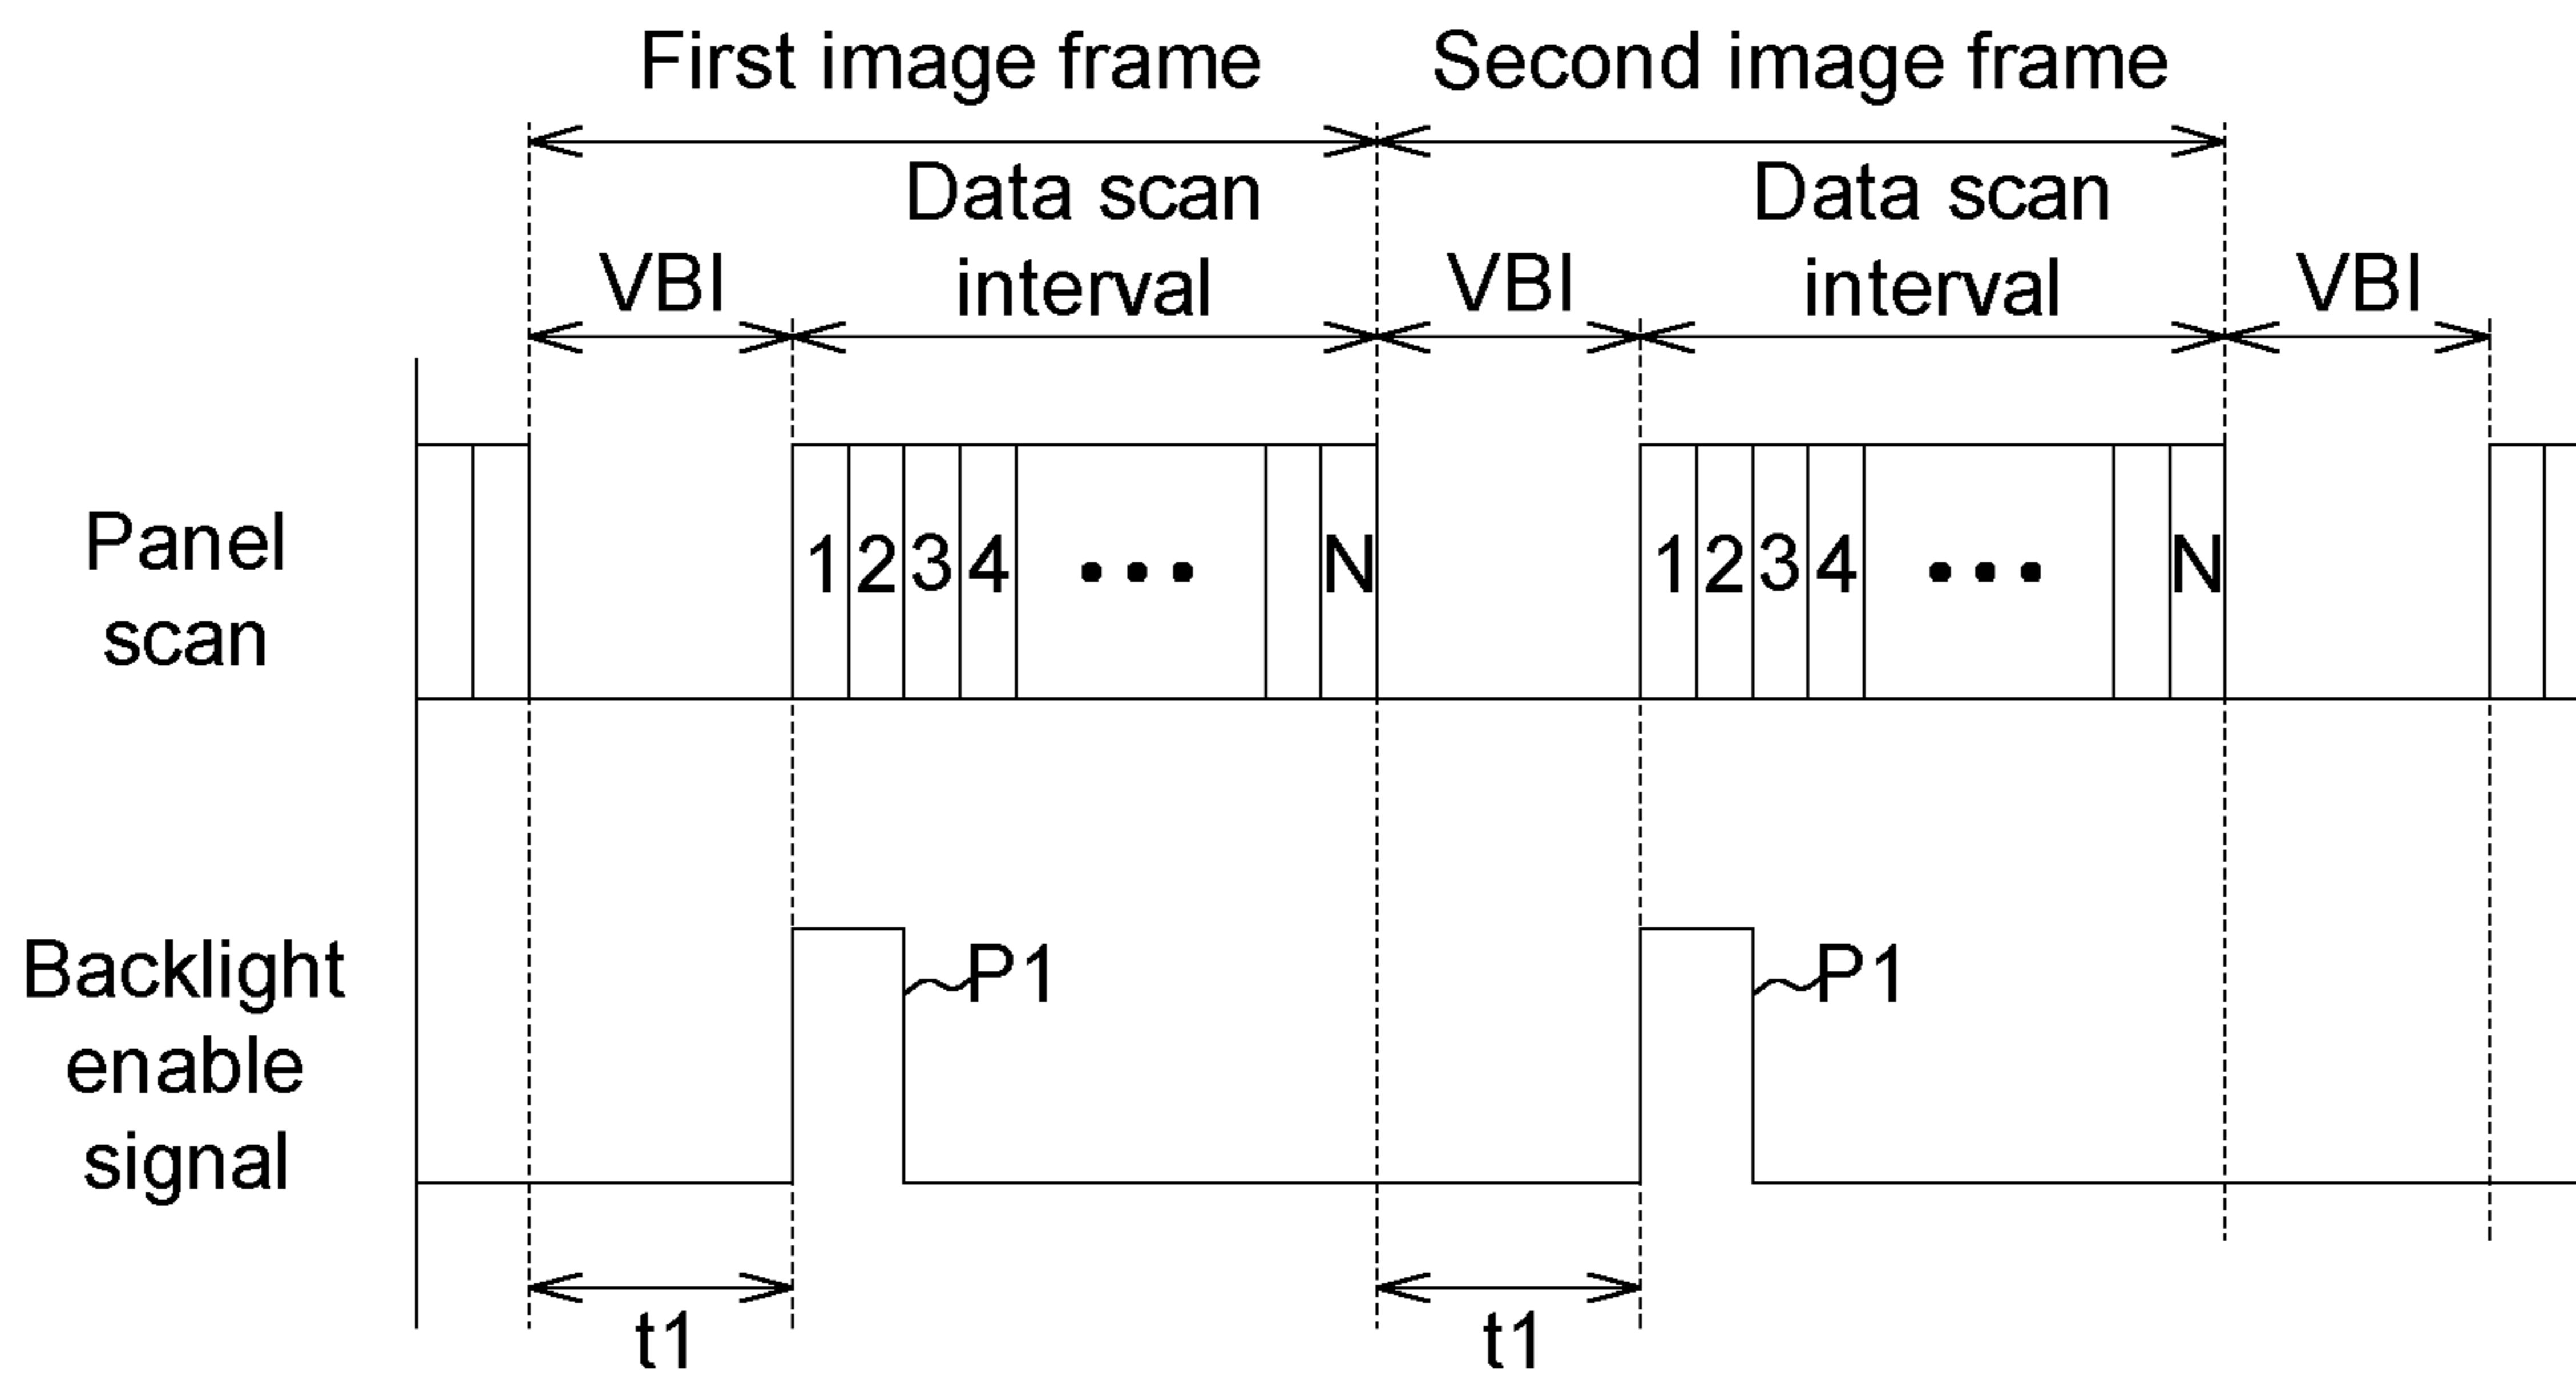 First image frame
Second image frame
Data scan
interval
Data scan
interval
VBI
VBI
VBI
Panel
scan
1 2 3 4 ••• N
1 2 3 4 ••• N
Backlight
enable
signal
P1
P1
t1
t1